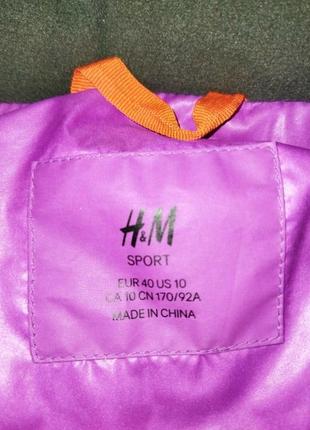 H&M
SPORT
EUR 40 US 10
CA 10 CN 170/92A
MADE IN CHINA